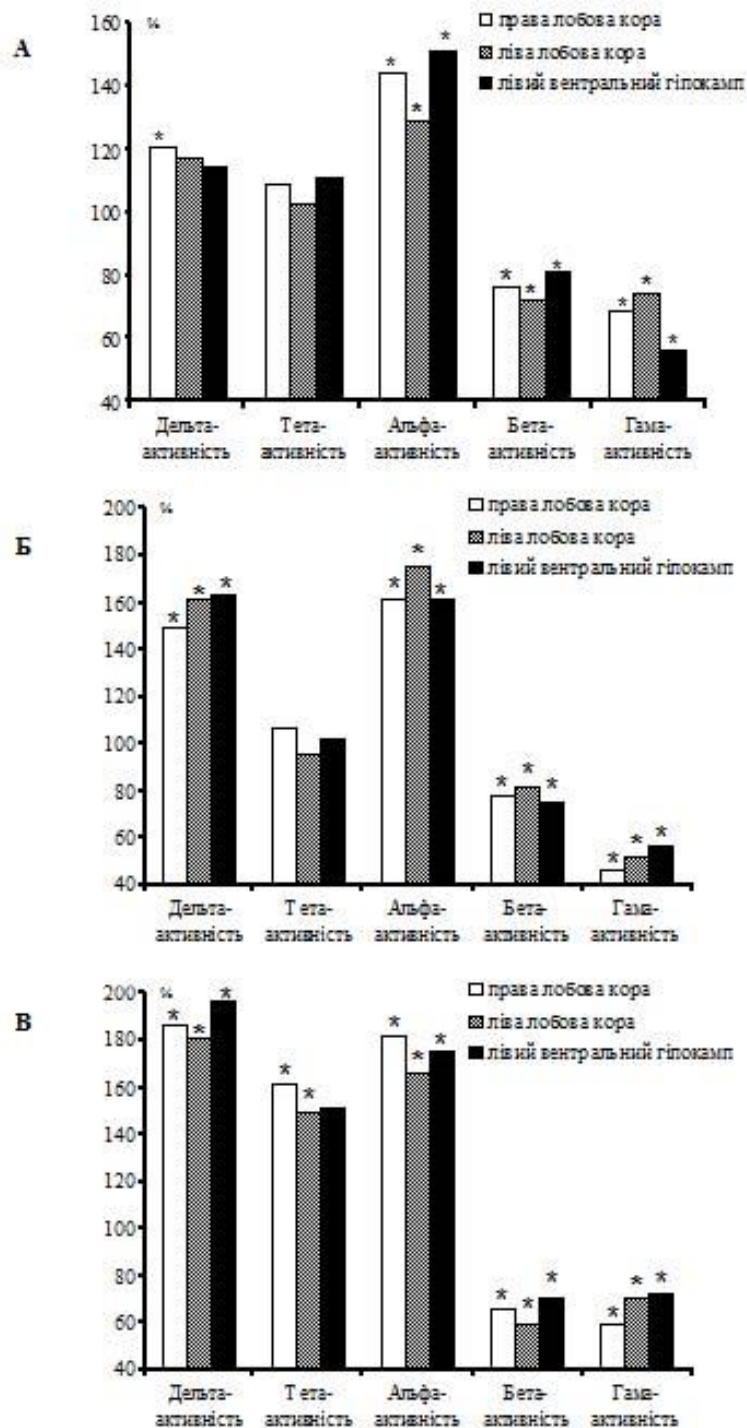 А
%
160
140
120
100
80
60
40
права лобова кора
ліва лобова кора
лівий вентральний гіпокамп
* * * * * * * * * *
Дельта-
активність
Тета-
активність
Альфа-
активність
Бета-
активність
Гама-
активність
Б
%
200
180
160
140
120
100
80
60
40
права лобова кора
ліва лобова кора
лівий вентральний гіпокамп
* * * * * * * * * * * *
Дельта-
активність
Тета-
активність
Альфа-
активність
Бета-
активність
Гама-
активність
В
%
200
180
160
140
120
100
80
60
40
права лобова кора
ліва лобова кора
лівий вентральний гіпокамп
* * * * * * * * * * * * * *
Дельта-
активність
Тета-
активність
Альфа-
активність
Бета-
активність
Гама-
активність